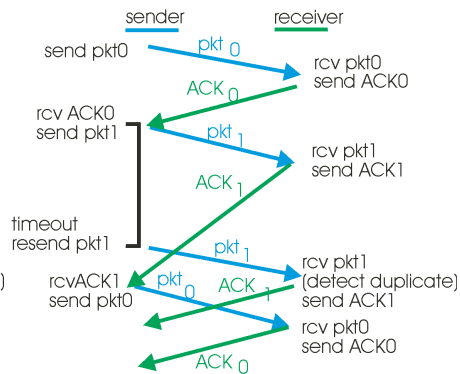 sender receiver
send pkt0
pkt 0
rcv pkt0
send ACK0
ACK 0
rcv ACK0
send pkt1
pkt 1
rcv pkt1
send ACK1
ACK 1
timeout
resend pkt1
pkt 1
rcv pkt1
(detect duplicate)
send ACK1
)
rcvACK1
send pkt0
pkt 0
ACK 1
rcv pkt0
send ACK0
ACK 0